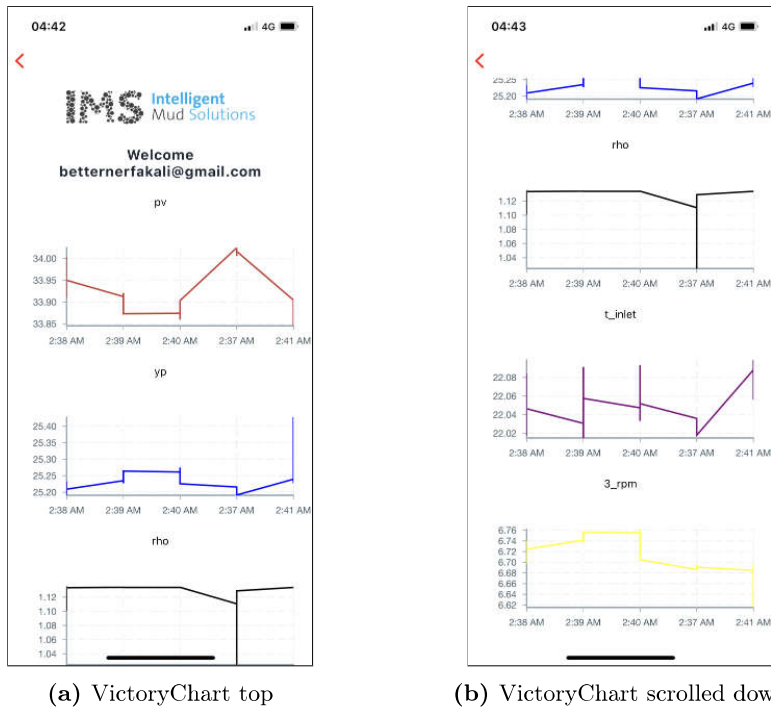 04:42
4G
IMS Intelligent
Mud Solutions
Welcome
betternerfakali@gmail.com
pv
34.00
33.95
33.90
33.85
2:38 AM 2:39 AM 2:40 AM 2:37 AM 2:41 AM
yp
25.40
25.35
25.30
25.25
25.20
2:38 AM 2:39 AM 2:40 AM 2:37 AM 2:41 AM
rho
1.12
1.10
1.08
1.06
1.04
(a) VictoryChart top
04:43
4G
25.25
25.20
2:38 AM 2:39 AM 2:40 AM 2:37 AM 2:41 AM
rho
1.12
1.10
1.08
1.06
1.04
2:38 AM 2:39 AM 2:40 AM 2:37 AM 2:41 AM
t_inlet
22.08
22.06
22.04
22.02
2:38 AM 2:39 AM 2:40 AM 2:37 AM 2:41 AM
3_rpm
6.76
6.74
6.72
6.70
6.68
6.66
6.64
6.62
2:38 AM 2:39 AM 2:40 AM 2:37 AM 2:41 AM
(b) VictoryChart scrolled dow